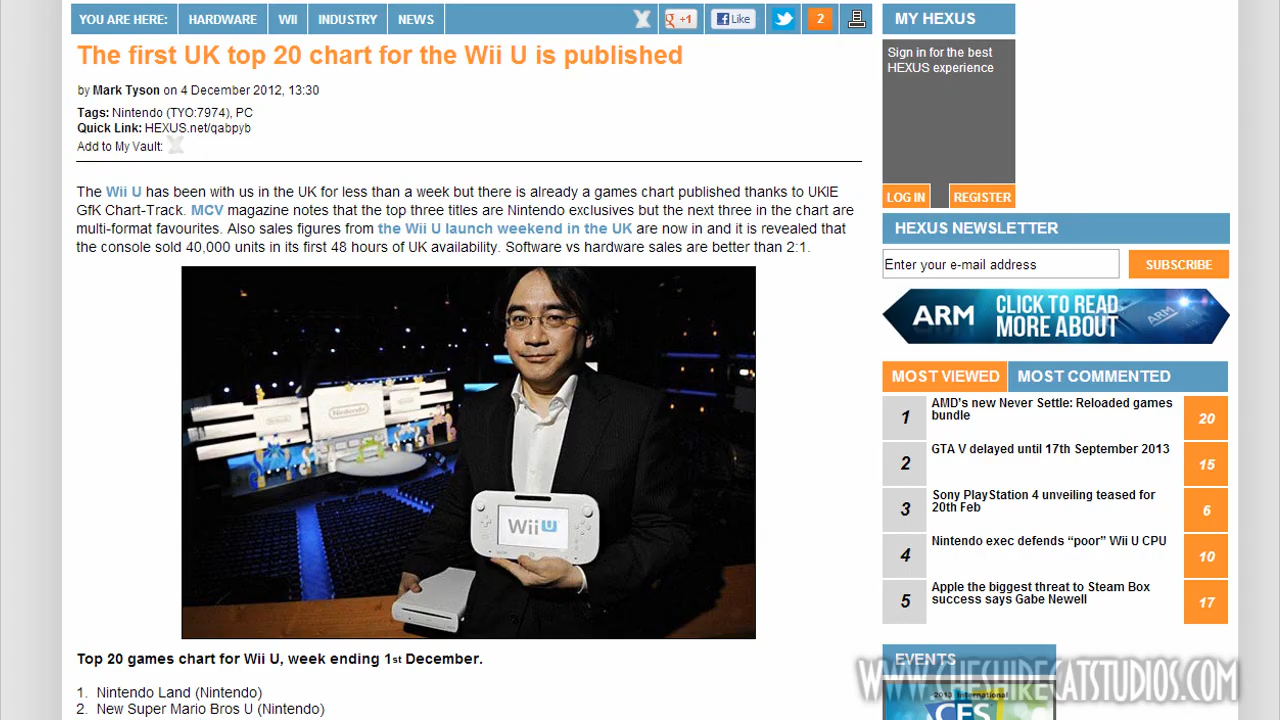 YOU ARE HERE: HARDWARE WII INDUSTRY NEWS
+1 Like 2
The first UK top 20 chart for the Wii U is published
by Mark Tyson on 4 December 2012, 13:30
Tags: Nintendo (TYO:7974), PC
Quick Link: HEXUS.net/qabpyb
Add to My Vault:
The Wii U has been with us in the UK for less than a week but there is already a games chart published thanks to UKIE
GfK Chart-Track. MCV magazine notes that the top three titles are Nintendo exclusives but the next three in the chart are
multi-format favourites. Also sales figures from the Wii U launch weekend in the UK are now in and it is revealed that
the console sold 40,000 units in its first 48 hours of UK availability. Software vs hardware sales are better than 2:1.
Nintendo
Wii U
Top 20 games chart for Wii U, week ending 1st December.
1. Nintendo Land (Nintendo)
2. New Super Mario Bros U (Nintendo)
MY HEXUS
Sign in for the best
HEXUS experience
LOG IN REGISTER
HEXUS NEWSLETTER
Enter your e-mail address SUBSCRIBE
ARM CLICK TO READ
MORE ABOUT ARM
MOST VIEWED MOST COMMENTED
1 AMD's new Never Settle: Reloaded games
bundle 20
2 GTA V delayed until 17th September 2013 15
3 Sony PlayStation 4 unveiling teased for
20th Feb 6
4 Nintendo exec defends “poor” Wii U CPU 10
5 Apple the biggest threat to Steam Box
success says Gabe Newell 17
EVENTS
WWW.CHESHIRECATSTUDIOS.COM
2013 International
CES